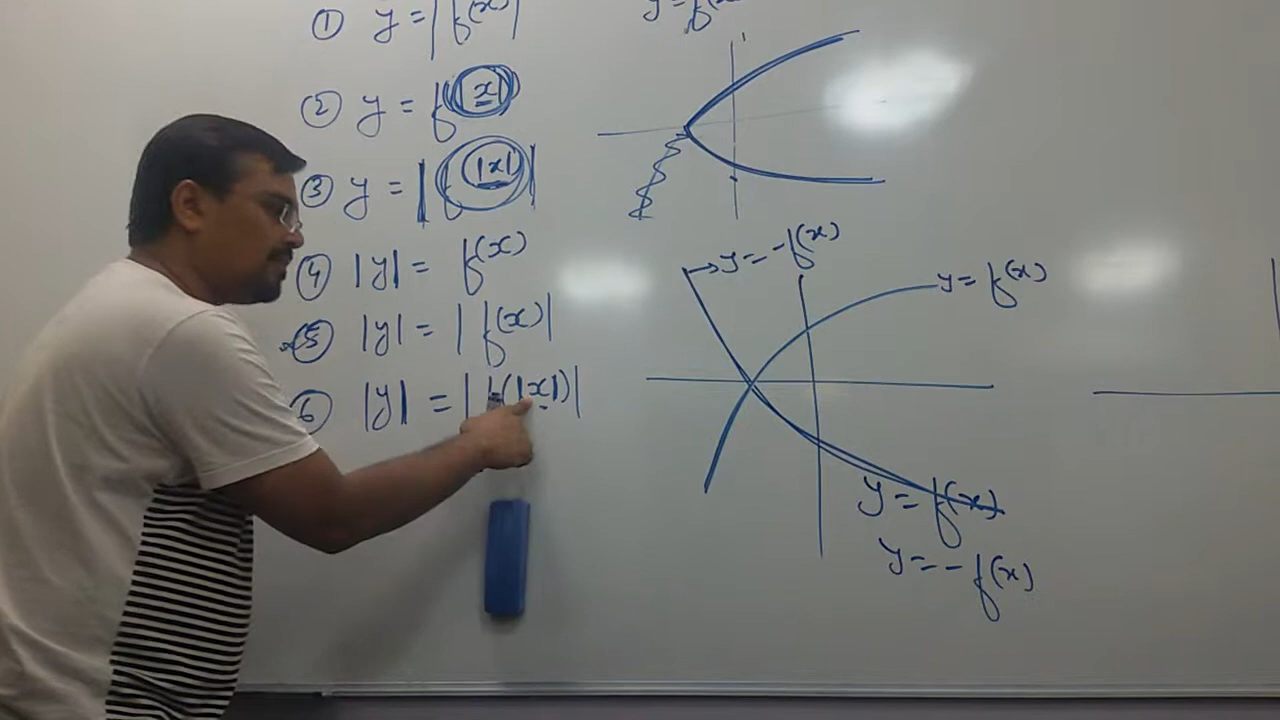 ① y = |f(x)|
② y = f(|x|)
③ y = |f(|x|)|
④ |y| = f(x)
⑤ |y| = |f(x)|
⑥ |y| = |f(|x|)|
y = f(x)
y = -f(x)
y = f(x)
y = f(x)
y = -f(x)